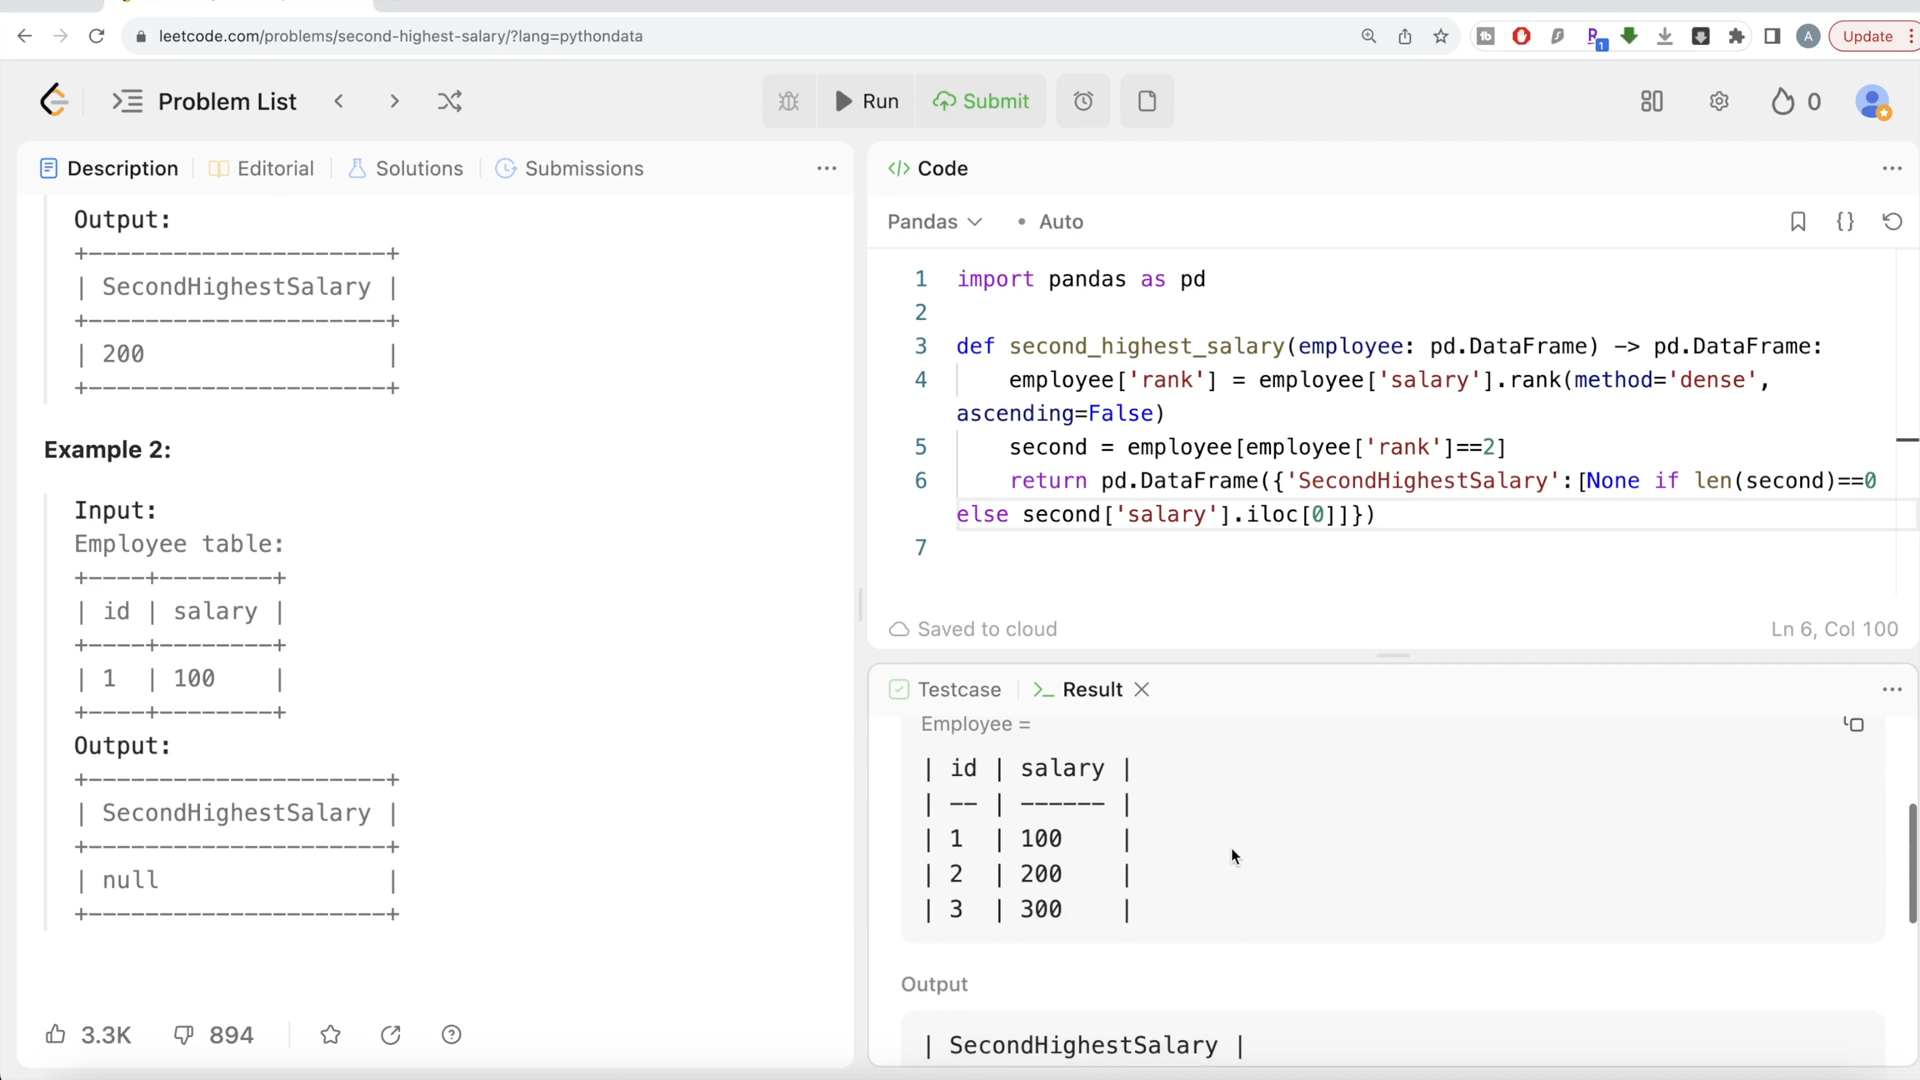 leetcode.com/problems/second-highest-salary/?lang=pythondata
1
A
Update
Problem List
Run
Submit
0
Description
Editorial
Solutions
Submissions
Output:
+--------------------+
| SecondHighestSalary |
+--------------------+
| 200 |
+--------------------+
Example 2:
Input:
Employee table:
+----+--------+
| id | salary |
+----+--------+
| 1 | 100 |
+----+--------+
Output:
+--------------------+
| SecondHighestSalary |
+--------------------+
| null |
+--------------------+
3.3K
894
</> Code
Pandas
• Auto
{}
1 import pandas as pd
2
3 def second_highest_salary(employee: pd.DataFrame) -> pd.DataFrame:
4 employee['rank'] = employee['salary'].rank(method='dense',
ascending=False)
5 second = employee[employee['rank']==2]
6 return pd.DataFrame({'SecondHighestSalary':[None if len(second)==0
else second['salary'].iloc[0]]})
7
Saved to cloud
Ln 6, Col 100
Testcase
>_ Result
Employee =
| id | salary |
| -- | ------ |
| 1 | 100 |
| 2 | 200 |
| 3 | 300 |
Output
| SecondHighestSalary |